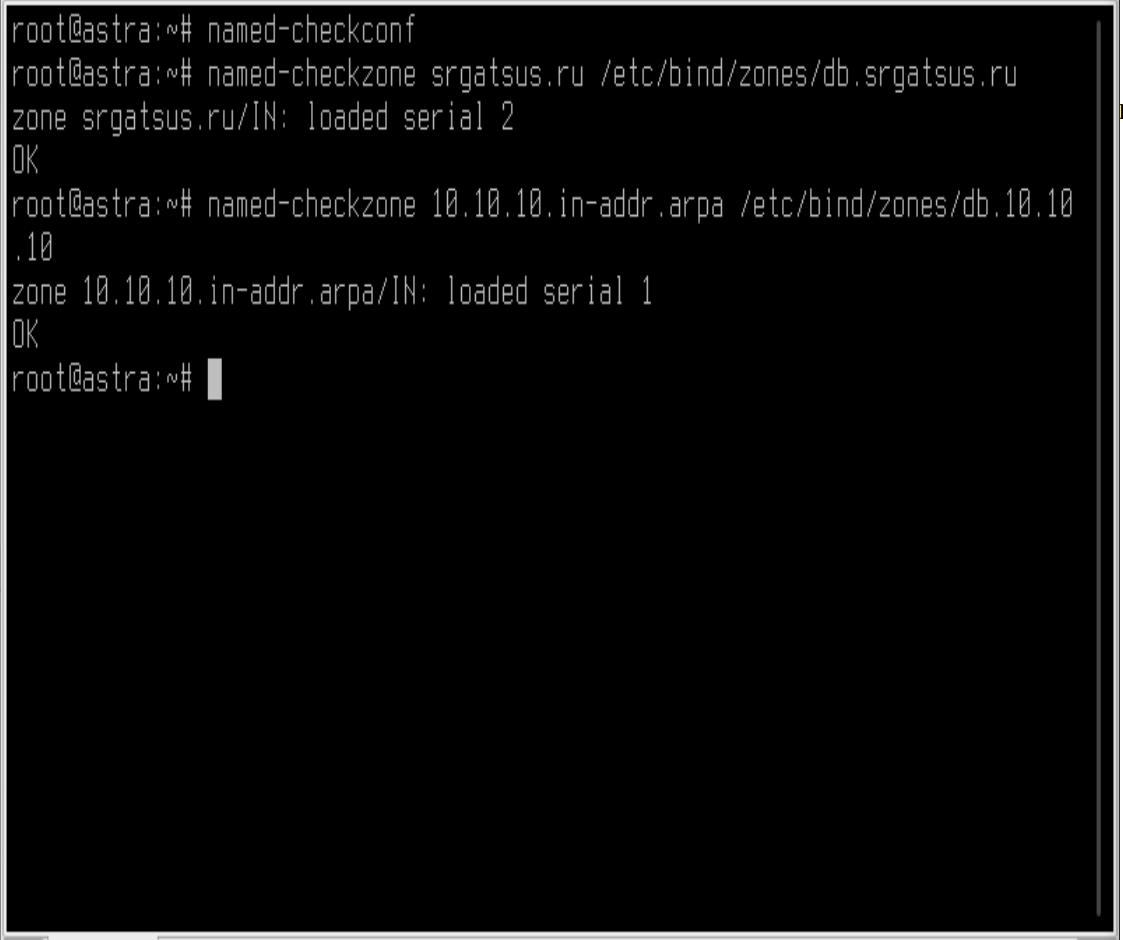 root@astra:~# named-checkconf
root@astra:~# named-checkzone srgatsus.ru /etc/bind/zones/db.srgatsus.ru
zone srgatsus.ru/IN: loaded serial 2
OK
root@astra:~# named-checkzone 10.10.10.in-addr.arpa /etc/bind/zones/db.10.10
.10
zone 10.10.10.in-addr.arpa/IN: loaded serial 1
OK
root@astra:~#